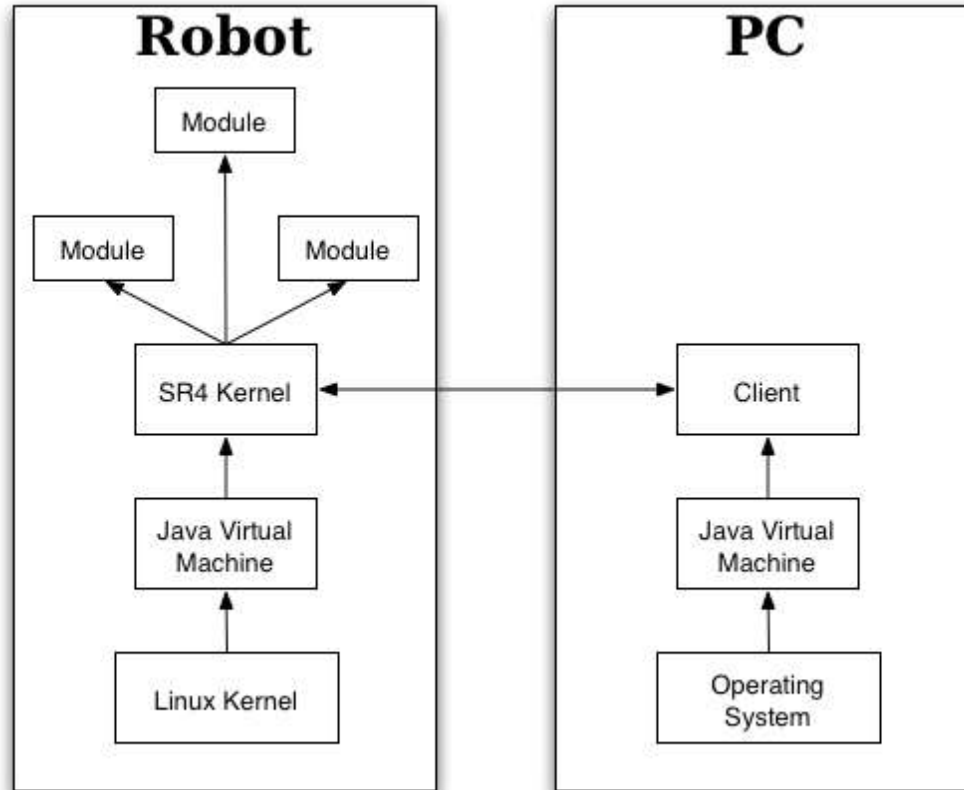 Robot
Module
Module
Module
SR4 Kernel
Java Virtual
Machine
Linux Kernel
PC
Client
Java Virtual
Machine
Operating
System